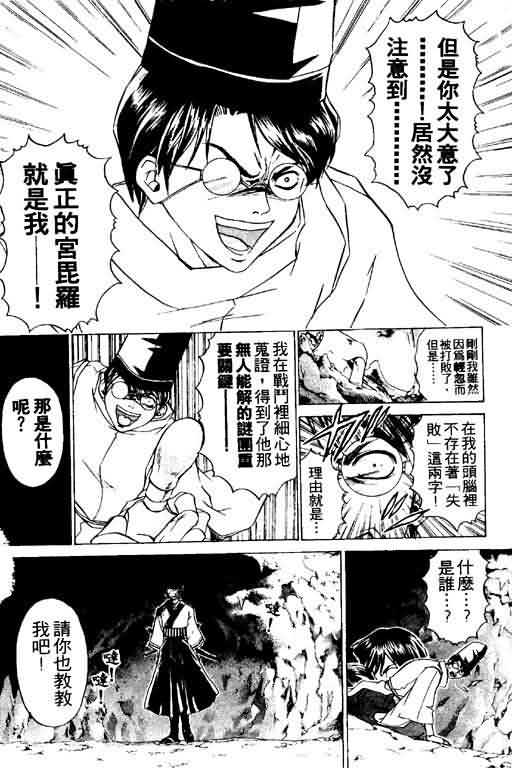 但是你太大意了
………！居然沒
注意到…………
真正的宮毘羅
就是我——！
剛剛我雖然
因為輕忽而
被打敗了，
但是……
在我的頭腦裡
不存在著「失
敗」這兩字！
理由就是…
我在戰鬥裡細心地
蒐證，得到了他那
無人能解的謎團重
要關鍵——
那是什麼
呢？
什麼…？
是誰…？
噠！
噠！
請你也教教
我吧！